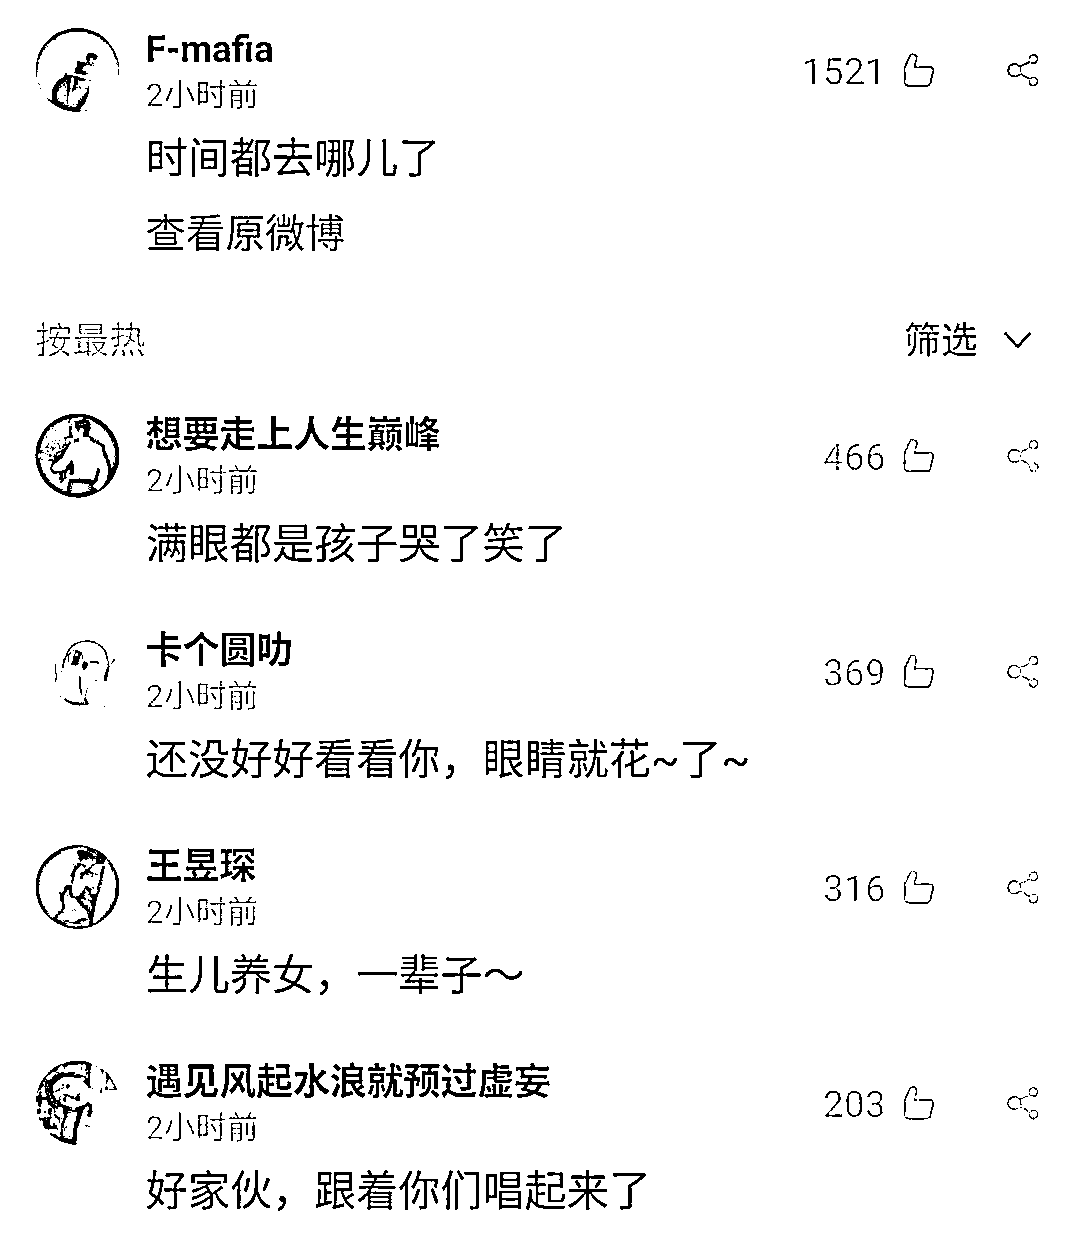 F-mafia
1521
2小时前
时间都去哪儿了
查看原微博
按最热
筛选
想要走上人生巅峰
466
2小时前
满眼都是孩子哭了笑了
卡个圆叻
369
2小时前
还没好好看看你，眼睛就花~了~
王昱琛
316
2小时前
生儿养女，一辈子～
遇见风起水浪就预过虚妄
203
2小时前
好家伙，跟着你们唱起来了